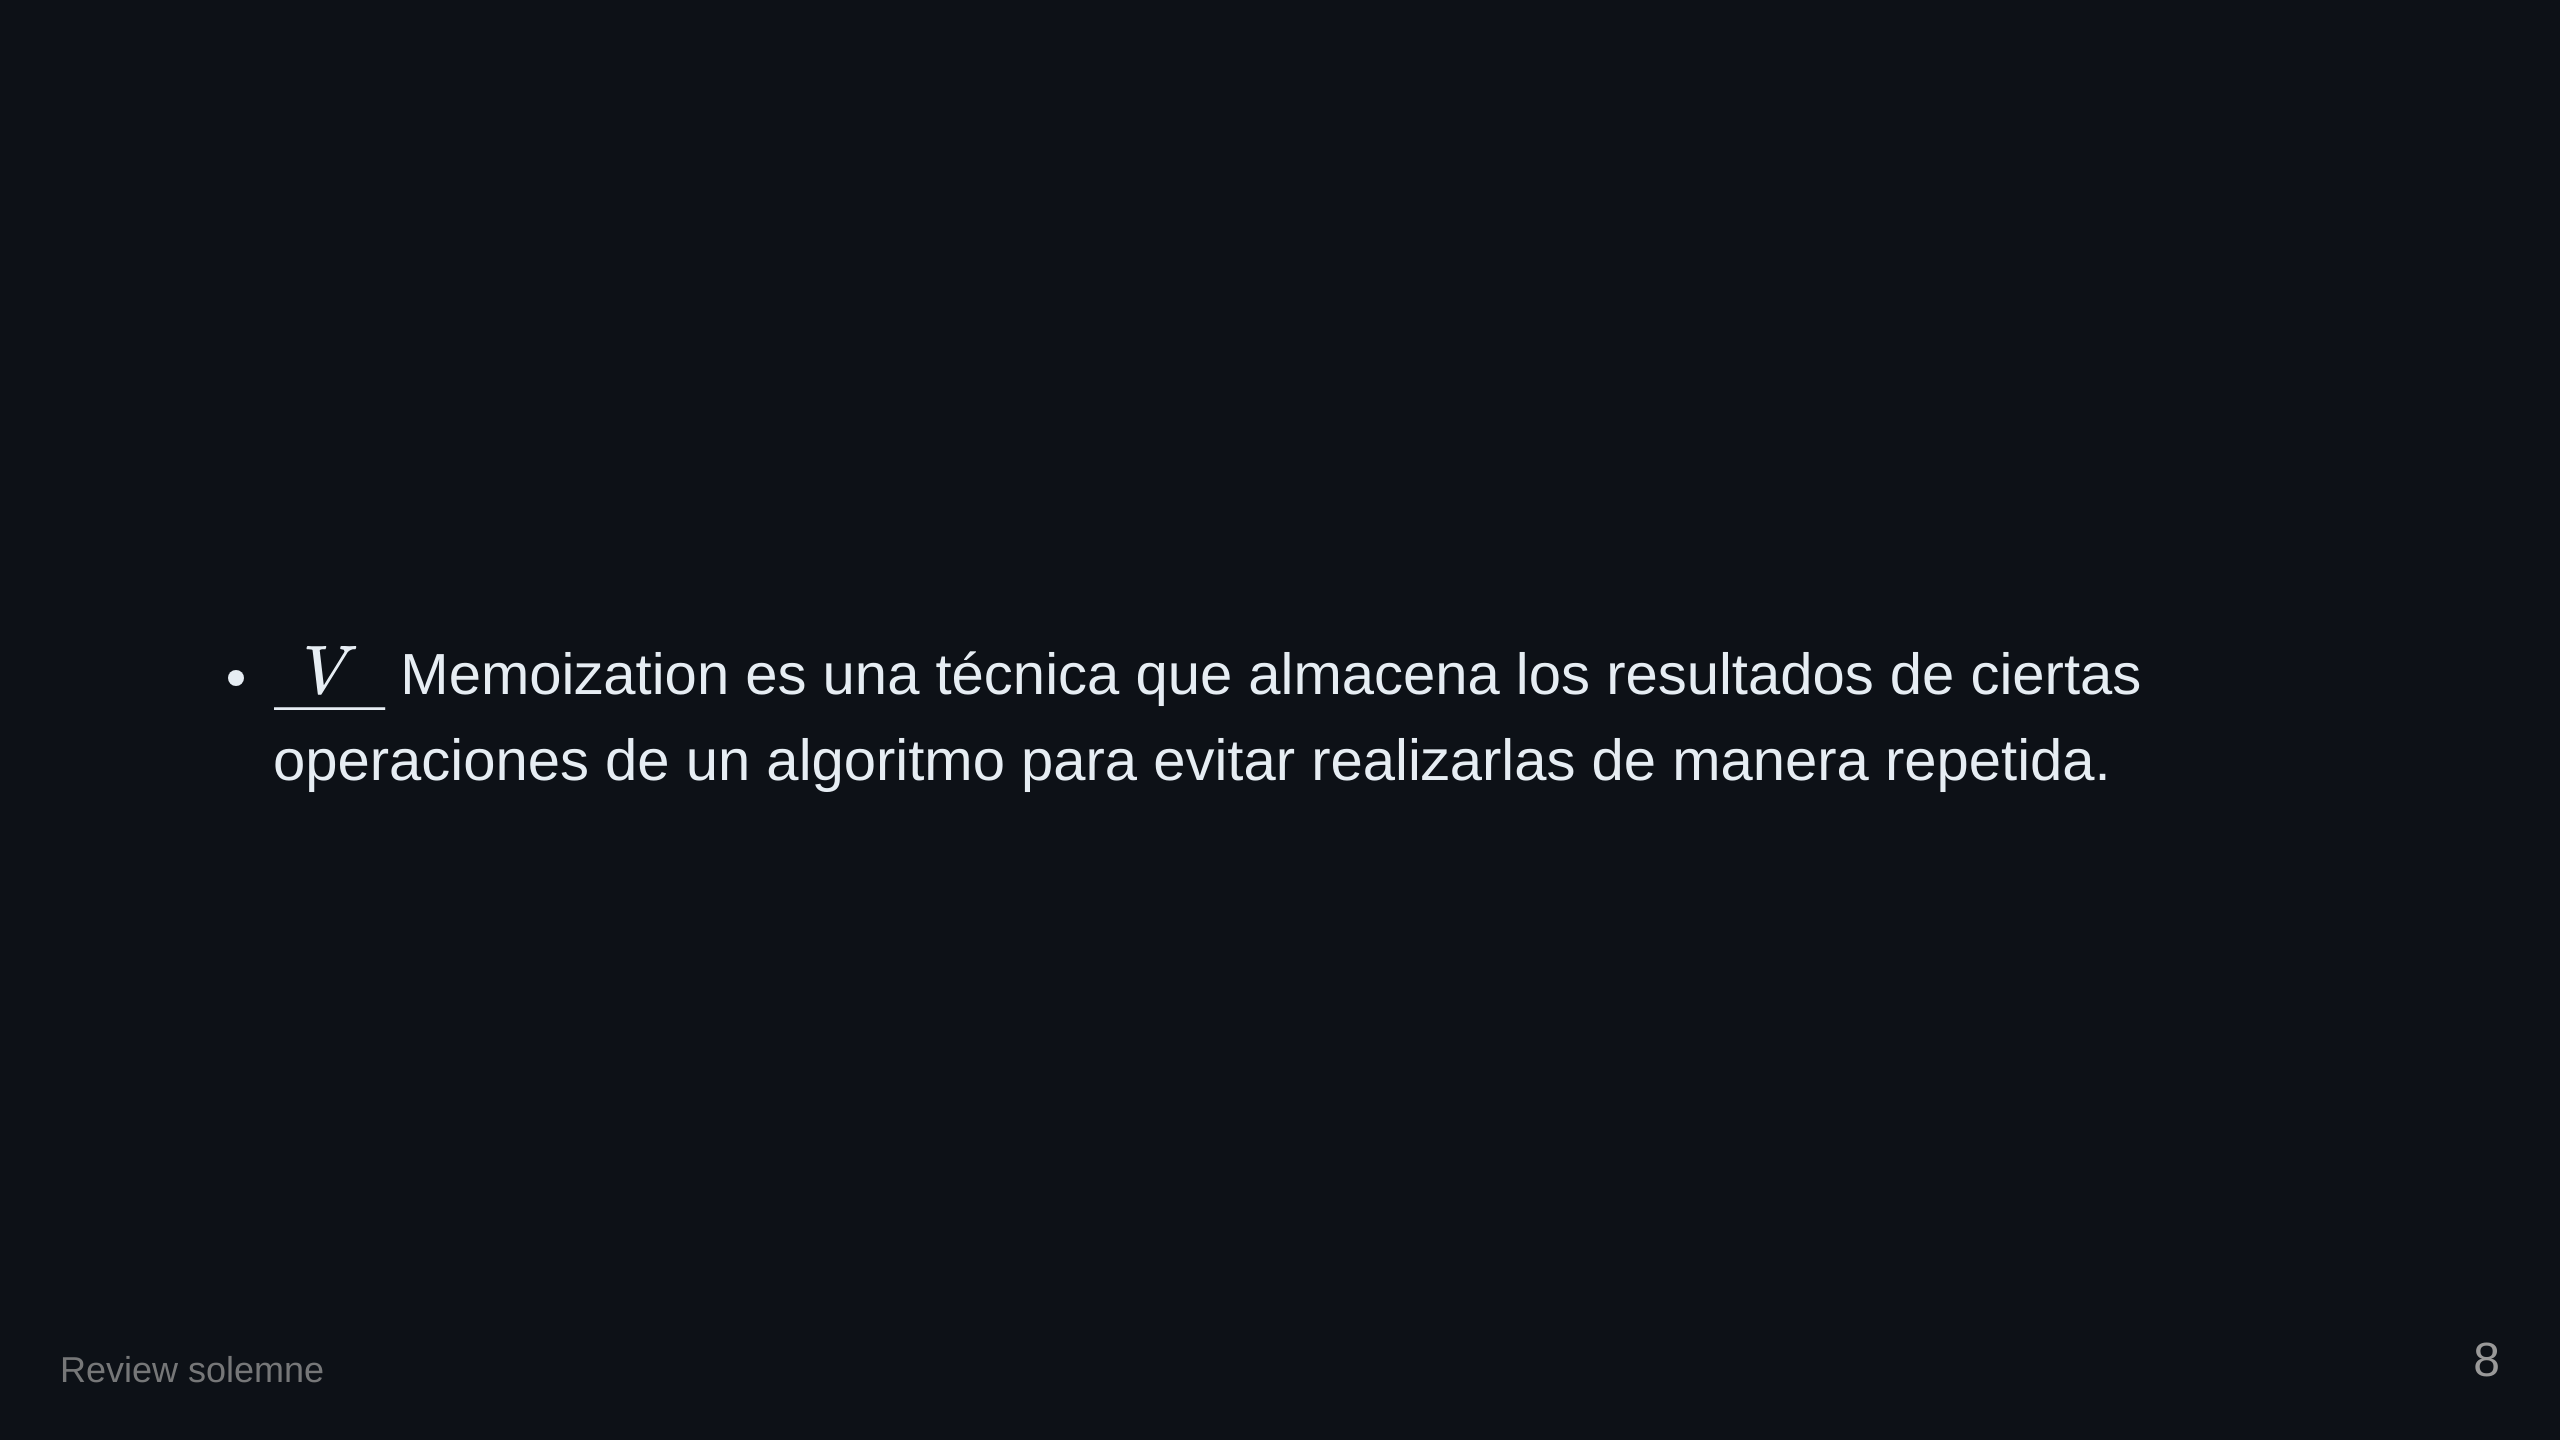 • V Memoization es una técnica que almacena los resultados de ciertas
operaciones de un algoritmo para evitar realizarlas de manera repetida.
Review solemne
8